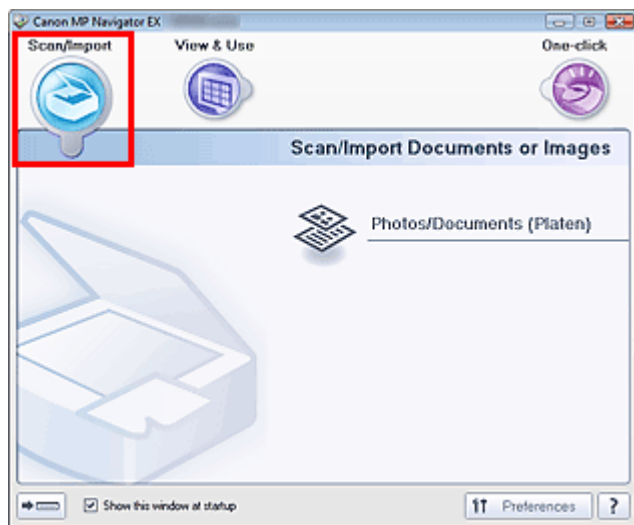 Canon MP Navigator EX
Scan/Import
View & Use
One-click
Scan/Import Documents or Images
Photos/Documents (Platen)
Show this window at startup
Preferences
?